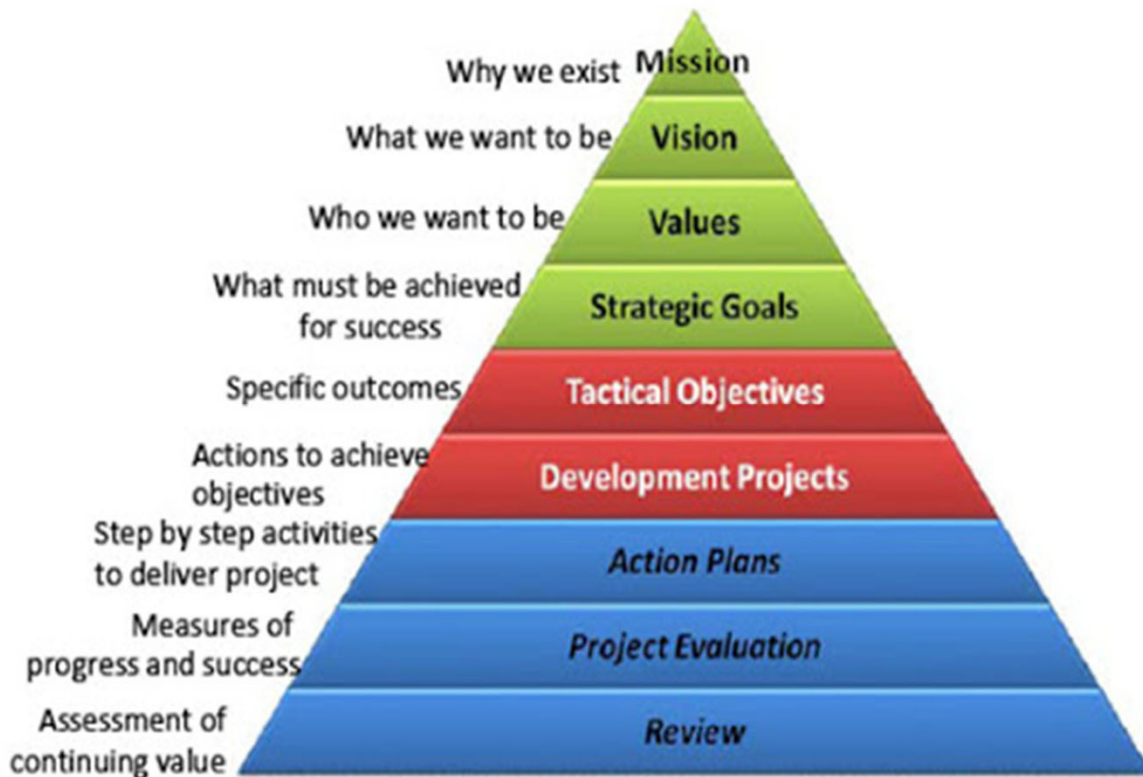 Why we exist Mission
What we want to be Vision
Who we want to be Values
What must be achieved
for success
Strategic Goals
Specific outcomes Tactical Objectives
Actions to achieve
objectives
Development Projects
Step by step activities
to deliver project
Action Plans
Measures of
progress and success
Project Evaluation
Assessment of
continuing value
Review